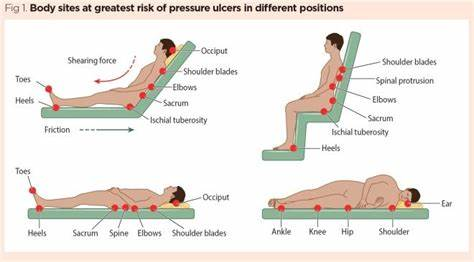 Fig 1. Body sites at greatest risk of pressure ulcers in different positions
Shearing force
Occiput
Shoulder blades
Elbows
Sacrum
Ischial tuberosity
Toes
Heels
Friction
Shoulder blades
Spinal protrusion
Elbows
Sacrum
Ischial tuberosity
Heels
Toes
Occiput
Heels
Sacrum
Spine
Elbows
Shoulder blades
Ear
Ankle
Knee
Hip
Shoulder